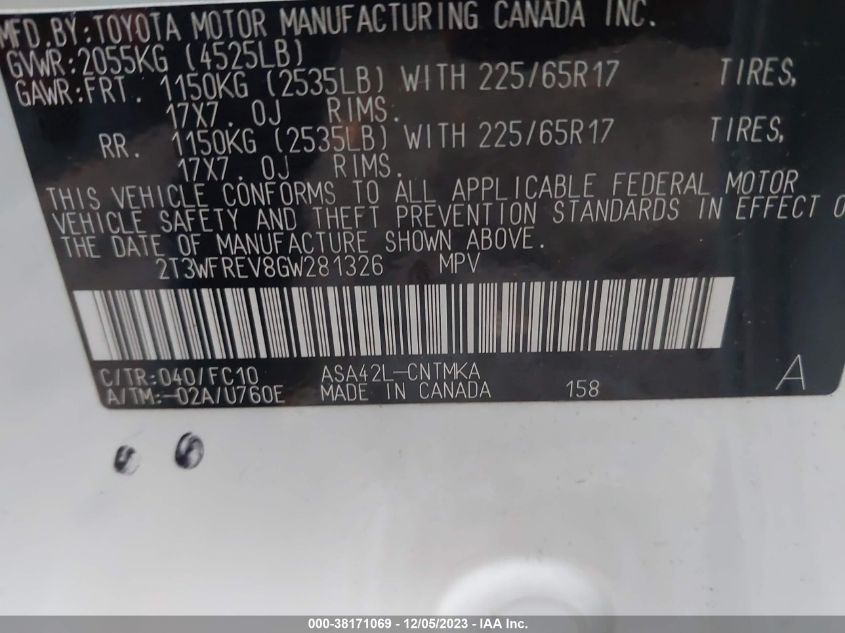 MFD.BY:TOYOTA MOTOR MANUFACTURING CANADA INC.
GVWR:2055KG (4525LB)
GAWR:FRT. 1150KG (2535LB) WITH 225/65R17 TIRES,
17X7.0J RIMS.
RR. 1150KG (2535LB) WITH 225/65R17 TIRES,
17X7.0J RIMS.
THIS VEHICLE CONFORMS TO ALL APPLICABLE FEDERAL MOTOR
VEHICLE SAFETY AND THEFT PREVENTION STANDARDS IN EFFECT O
THE DATE OF MANUFACTURE SHOWN ABOVE.
2T3WFREV8GW281326 MPV
C/TR:040/FC10 ASA42L-CNTMKA
A/TM:-02A/U760E MADE IN CANADA 158 A
000-38171069 - 12/05/2023 - IAA Inc.